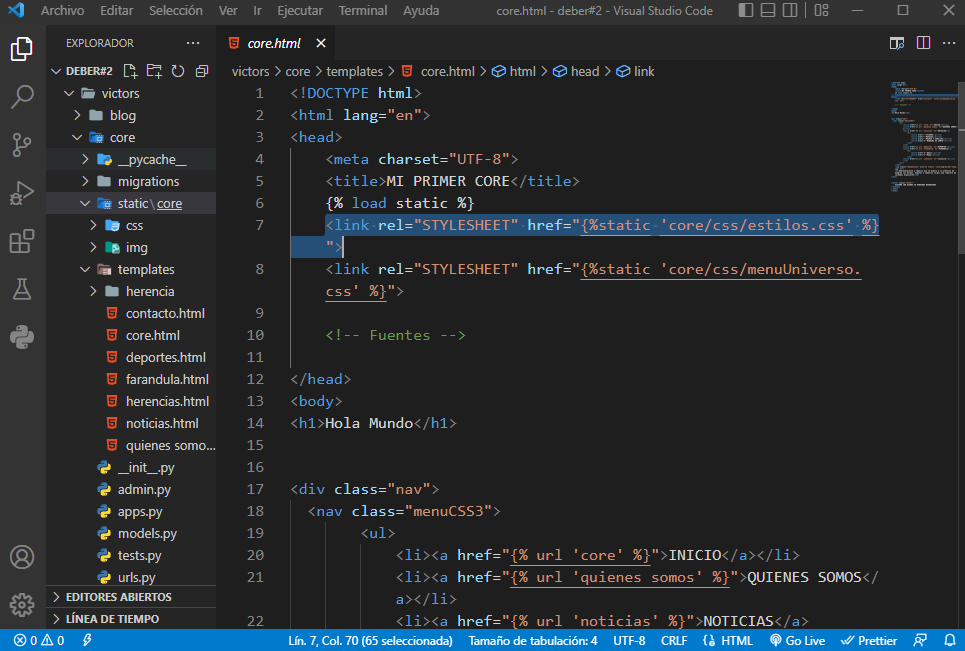 Archivo Editar Selección Ver Ir Ejecutar Terminal Ayuda core.html - deber#2 - Visual Studio Code
EXPLORADOR ···
DEBER#2
victors
blog
core
__pycache__
migrations
static\core
css
img
templates
herencia
contacto.html
core.html
deportes.html
farandula.html
herencias.html
noticias.html
quienes somo...
__init__.py
admin.py
apps.py
models.py
tests.py
urls.py
EDITORES ABIERTOS
LÍNEA DE TIEMPO
core.html
victors > core > templates > core.html > html > head > link
1 <!DOCTYPE html>
2 <html lang="en">
3 <head>
4 <meta charset="UTF-8">
5 <title>MI PRIMER CORE</title>
6 {% load static %}
7 <link rel="STYLESHEET" href="{%static 'core/css/estilos.css' %}
">
8 <link rel="STYLESHEET" href="{%static 'core/css/menuUniverso.
css' %}">
9
10 <!-- Fuentes -->
11
12 </head>
13 <body>
14 <h1>Hola Mundo</h1>
15
16
17 <div class="nav">
18 <nav class="menuCSS3">
19 <ul>
20 <li><a href="{% url 'core' %}">INICIO</a></li>
21 <li><a href="{% url 'quienes somos' %}">QUIENES SOMOS</
a></li>
22 <li><a href="{% url 'noticias' %}">NOTICIAS</a>
0 0 Lín. 7, Col. 70 (65 seleccionada) Tamaño de tabulación: 4 UTF-8 CRLF HTML Go Live Prettier